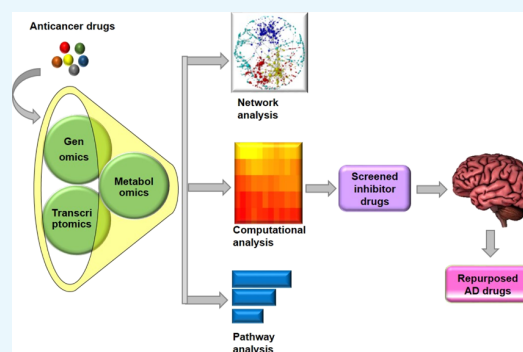 Anticancer drugs
Gen
omics
Metabol
omics
Transcri
ptomics
Network
analysis
Computational
analysis
Pathway
analysis
Screened
inhibitor
drugs
Repurposed
AD drugs